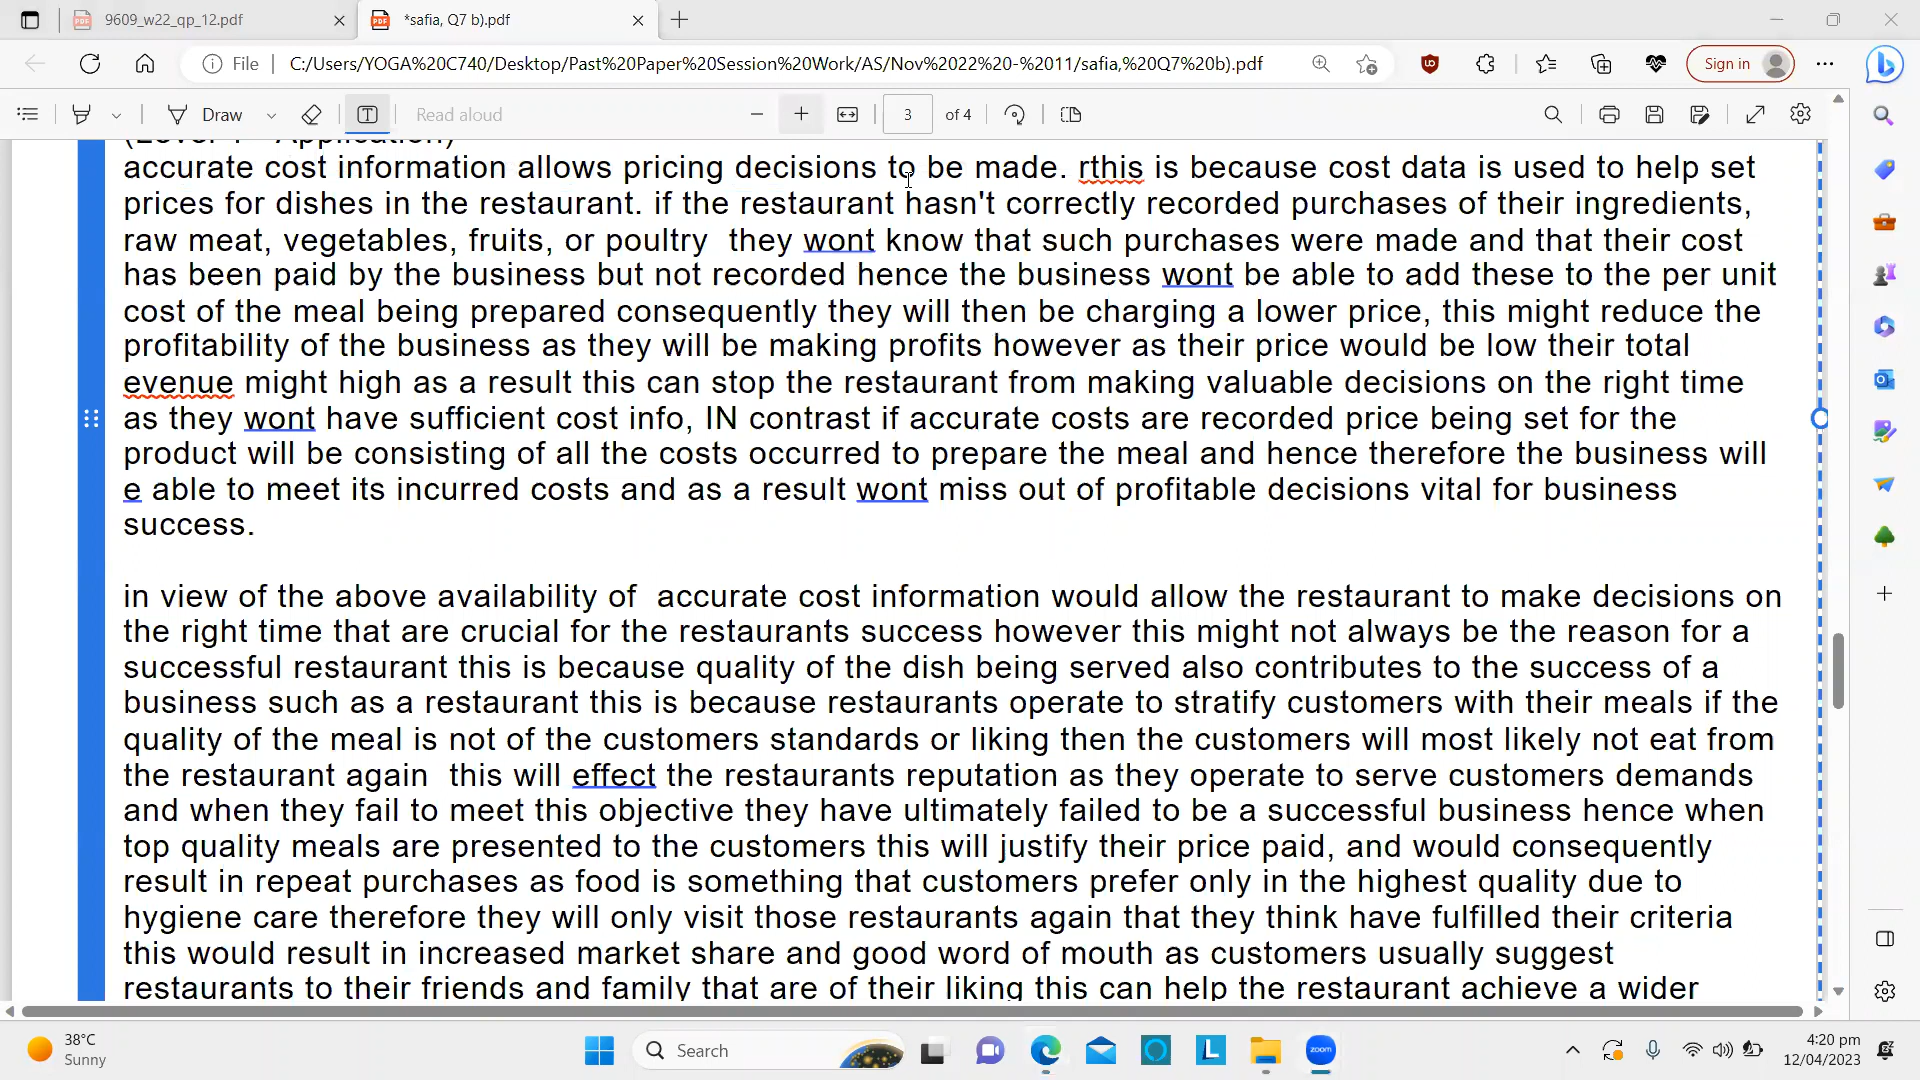 9609_w22_qp_12.pdf
*safia, Q7 b).pdf
File
C:/Users/YOGA%20C740/Desktop/Past%20Paper%20Session%20Work/AS/Nov%2022%20-%2011/safia,%20Q7%20b).pdf
Sign in
Draw
Read aloud
3
of 4
accurate cost information allows pricing decisions to be made. rthis is because cost data is used to help set
prices for dishes in the restaurant. if the restaurant hasn't correctly recorded purchases of their ingredients,
raw meat, vegetables, fruits, or poultry  they wont know that such purchases were made and that their cost
has been paid by the business but not recorded hence the business wont be able to add these to the per unit
cost of the meal being prepared consequently they will then be charging a lower price, this might reduce the
profitability of the business as they will be making profits however as their price would be low their total
evenue might high as a result this can stop the restaurant from making valuable decisions on the right time
as they wont have sufficient cost info, IN contrast if accurate costs are recorded price being set for the
product will be consisting of all the costs occurred to prepare the meal and hence therefore the business will
e able to meet its incurred costs and as a result wont miss out of profitable decisions vital for business
success.
in view of the above availability of  accurate cost information would allow the restaurant to make decisions on
the right time that are crucial for the restaurants success however this might not always be the reason for a
successful restaurant this is because quality of the dish being served also contributes to the success of a
business such as a restaurant this is because restaurants operate to stratify customers with their meals if the
quality of the meal is not of the customers standards or liking then the customers will most likely not eat from
the restaurant again  this will effect the restaurants reputation as they operate to serve customers demands
and when they fail to meet this objective they have ultimately failed to be a successful business hence when
top quality meals are presented to the customers this will justify their price paid, and would consequently
result in repeat purchases as food is something that customers prefer only in the highest quality due to
hygiene care therefore they will only visit those restaurants again that they think have fulfilled their criteria
this would result in increased market share and good word of mouth as customers usually suggest
restaurants to their friends and family that are of their liking this can help the restaurant achieve a wider
38°C
Sunny
Search
zoom
4:20 pm
12/04/2023